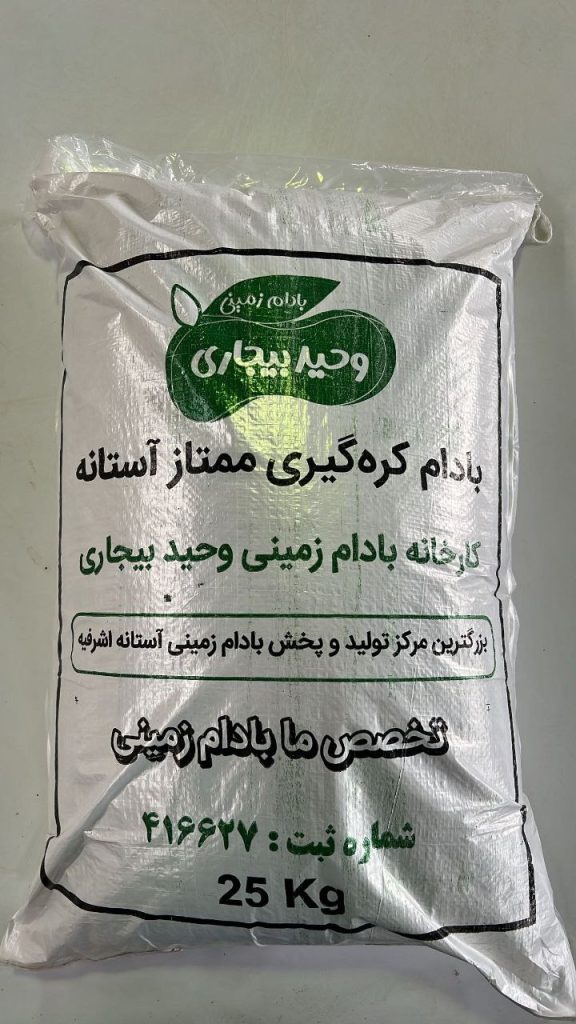 بادام زمینی
وحید بیجاری
بادام کره‌گیری ممتاز آستانه
کارخانه بادام زمینی وحید بیجاری
بزرگترین مرکز تولید و پخش بادام زمینی آستانه اشرفیه
تخصص ما بادام زمینی
شماره ثبت : ۴۱۶۶۲۷
25 Kg